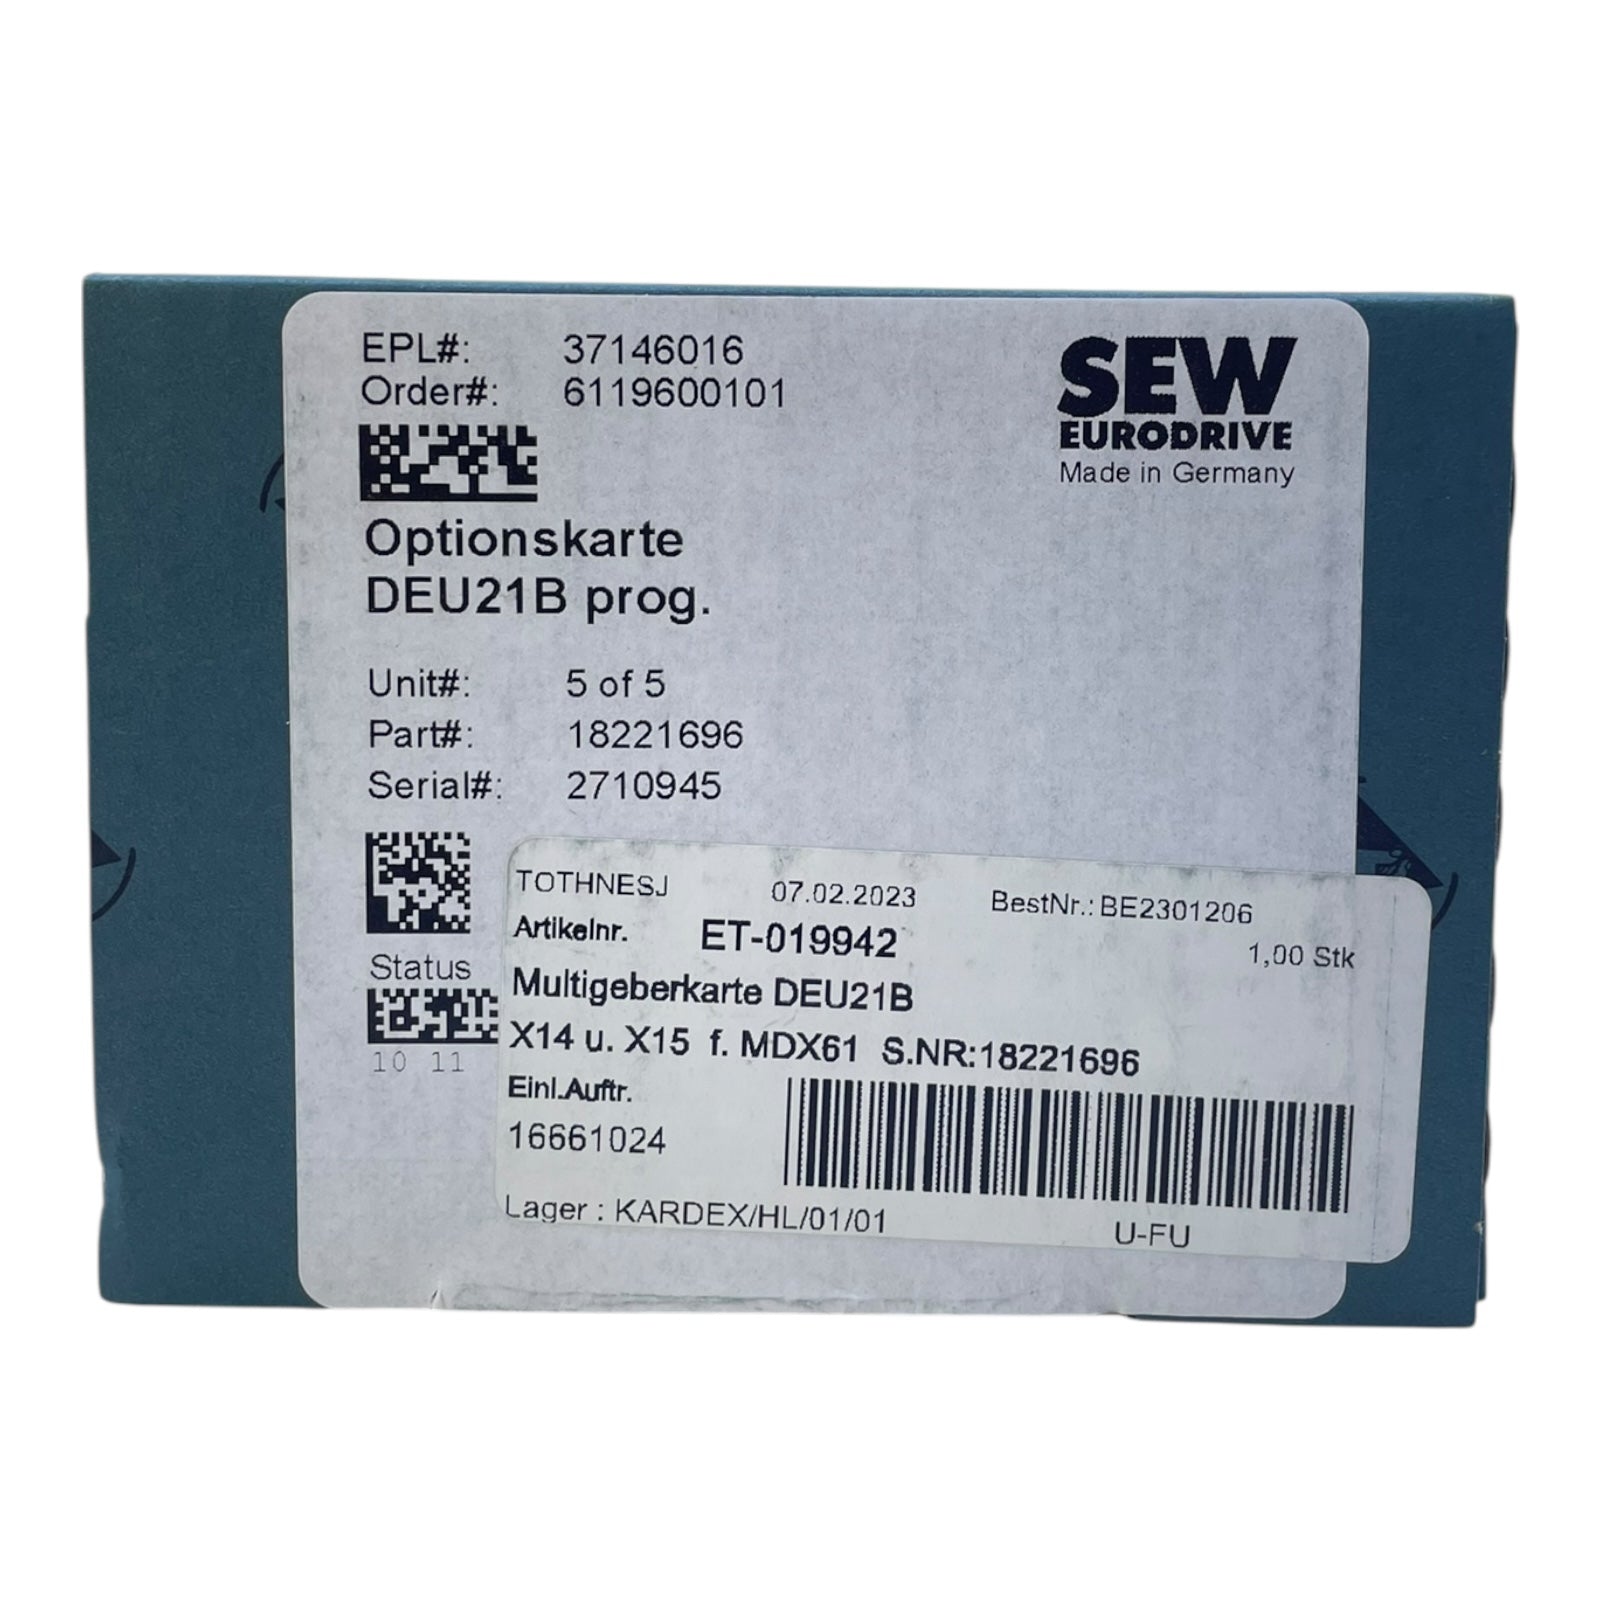 EPL#: 37146016
Order#: 6119600101
SEW
EURODRIVE
Made in Germany
Optionskarte
DEU21B prog.
Unit#: 5 of 5
Part#: 18221696
Serial#: 2710945
Status
10 11
TOTHNESJ 07.02.2023 BestNr.: BE2301206
Artikelnr. ET-019942 1,00 Stk
Multigeberkarte DEU21B
X14 u. X15 f. MDX61 S.NR:18221696
Einl.Auftr.
16661024
Lager : KARDEX/HL/01/01 U-FU